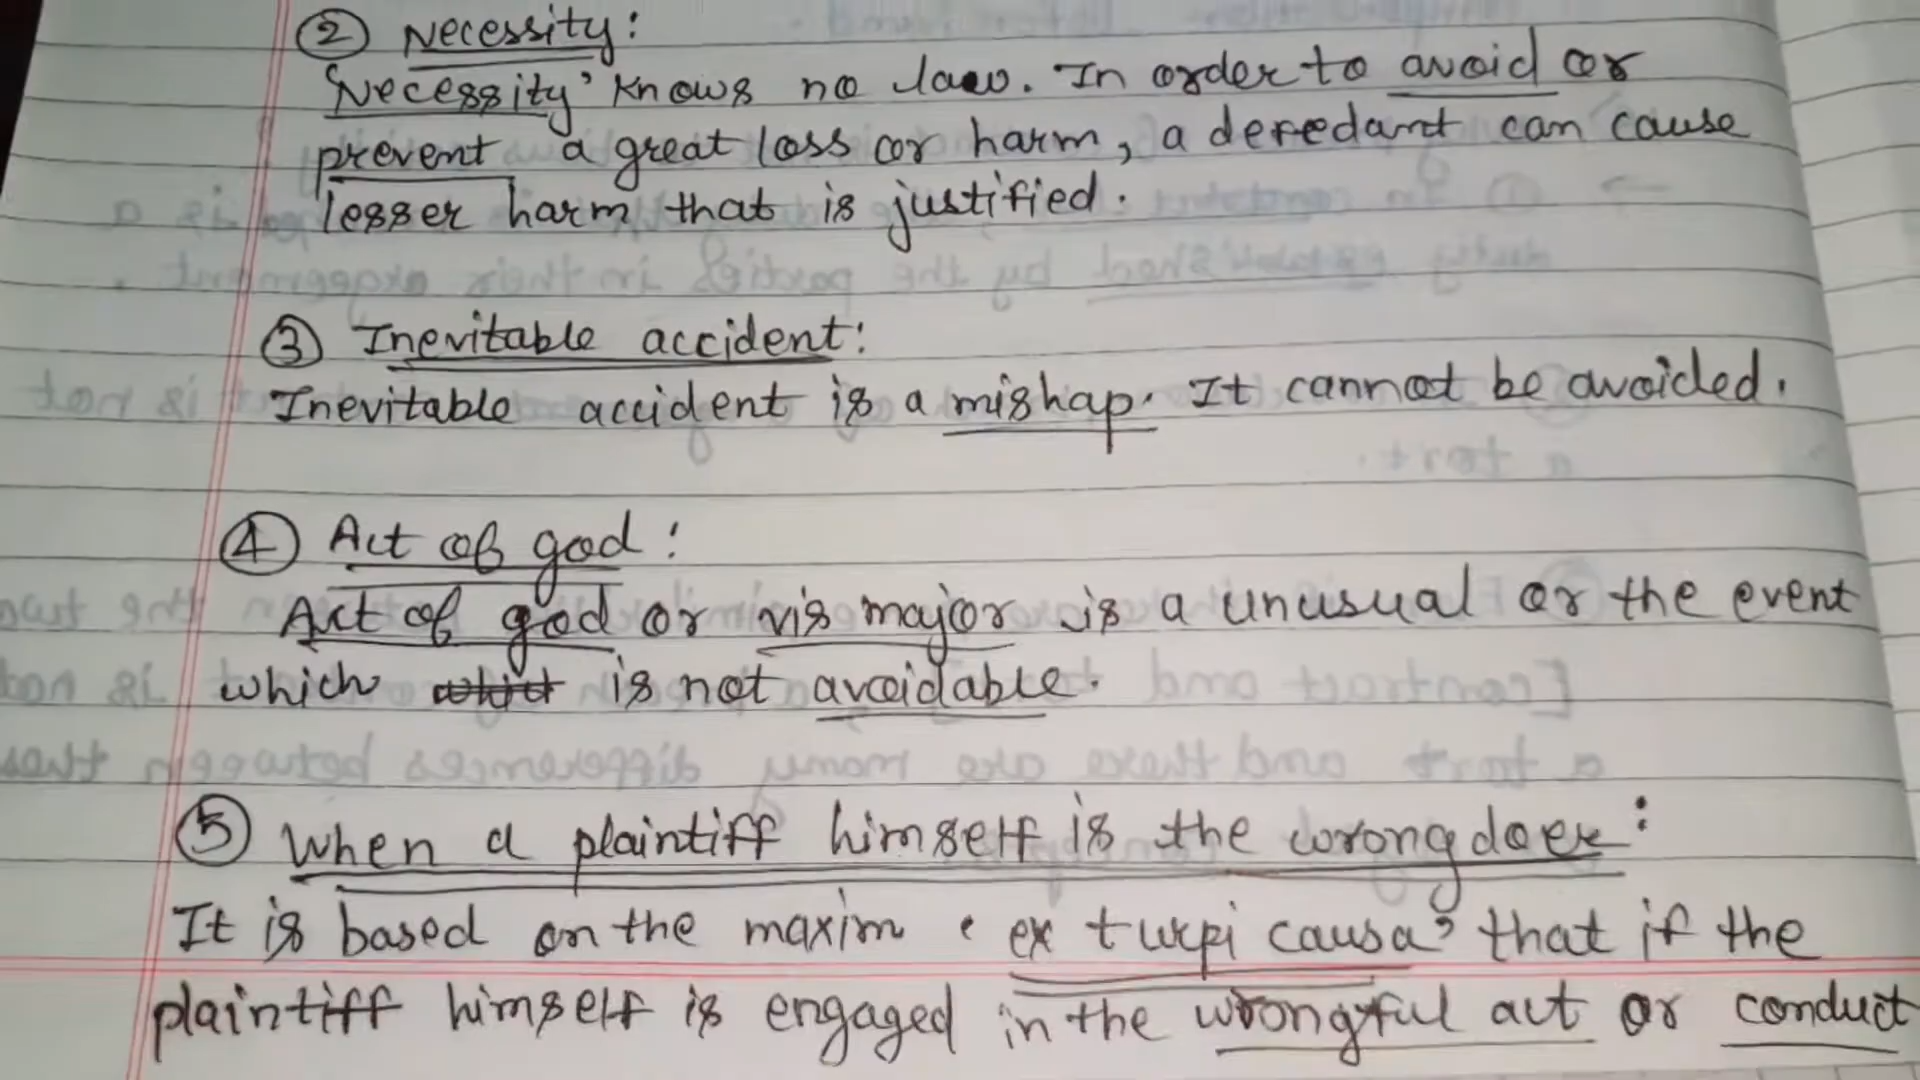 ② Necessity:
'Necessity' knows no law. In order to avoid or
prevent a great loss or harm, a defedant can cause
lesser harm that is justified.
③ Inevitable accident:
Inevitable accident is a mishap. It cannot be avoided.
④ Act of god:
Act of god or vis major is a unusual or the event
which is not avoidable.
⑤ When a plaintiff himself is the wrongdoer:
It is based on the maxim 'ex turpi causa' that if the
plaintiff himself is engaged in the wrongful act or conduct